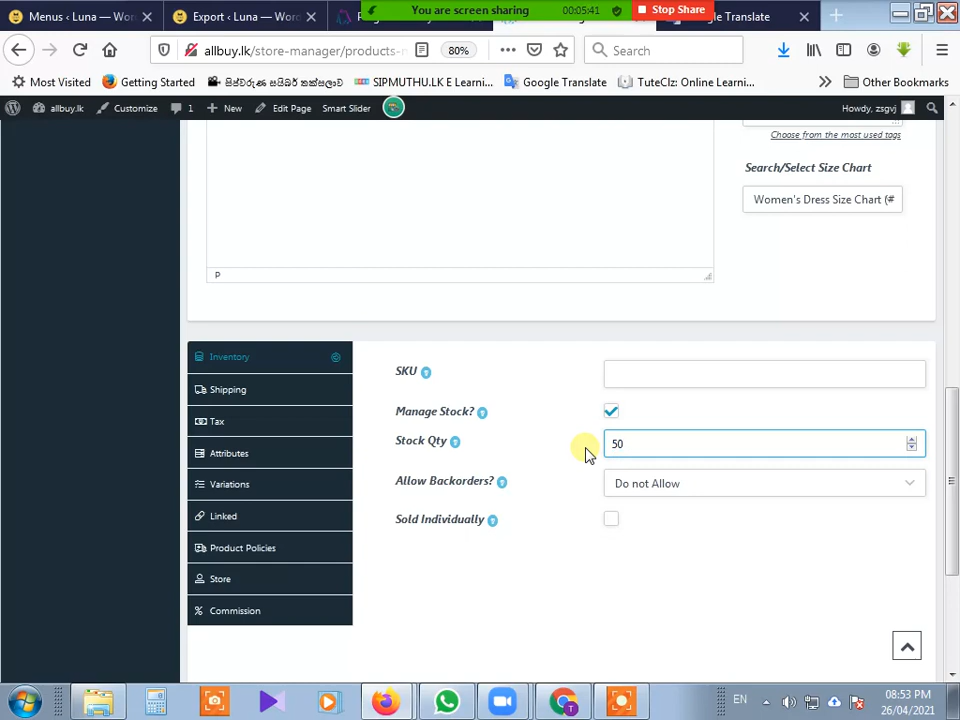 Menus ‹ Luna — Wor
Export ‹ Luna — Word
You are screen sharing
00:05:41
Stop Share
gle Translate
allbuy.lk/store-manager/products-m
80%
Search
Most Visited
Getting Started
SIPMUTHU.LK E Learni...
Google Translate
TuteClz: Online Learni...
Other Bookmarks
allbuy.lk
Customize
1
New
Edit Page
Smart Slider
Howdy, zsgvj
Choose from the most used tags
Search/Select Size Chart
Women's Dress Size Chart (#
P
Inventory
Shipping
Tax
Attributes
Variations
Linked
Product Policies
Store
Commission
SKU
Manage Stock?
Stock Qty
50
Allow Backorders?
Do not Allow
Sold Individually
EN
08:53 PM
26/04/2021